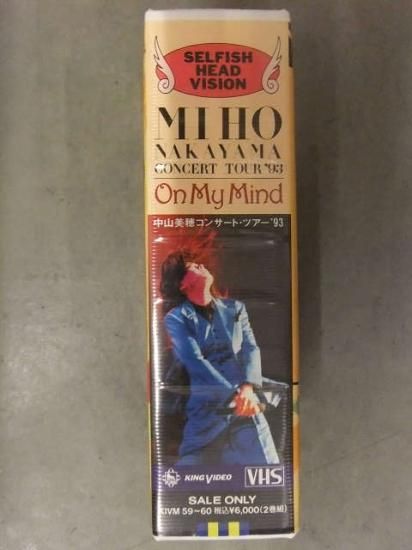 SELFISH
HEAD
VISION
MIHO
NAKAYAMA
CONCERT TOUR '93
On My Mind
中山美穂コンサート・ツアー'93
KING VIDEO
VHS
SALE ONLY
KIVM 59~60 税込¥6,000(2巻組)